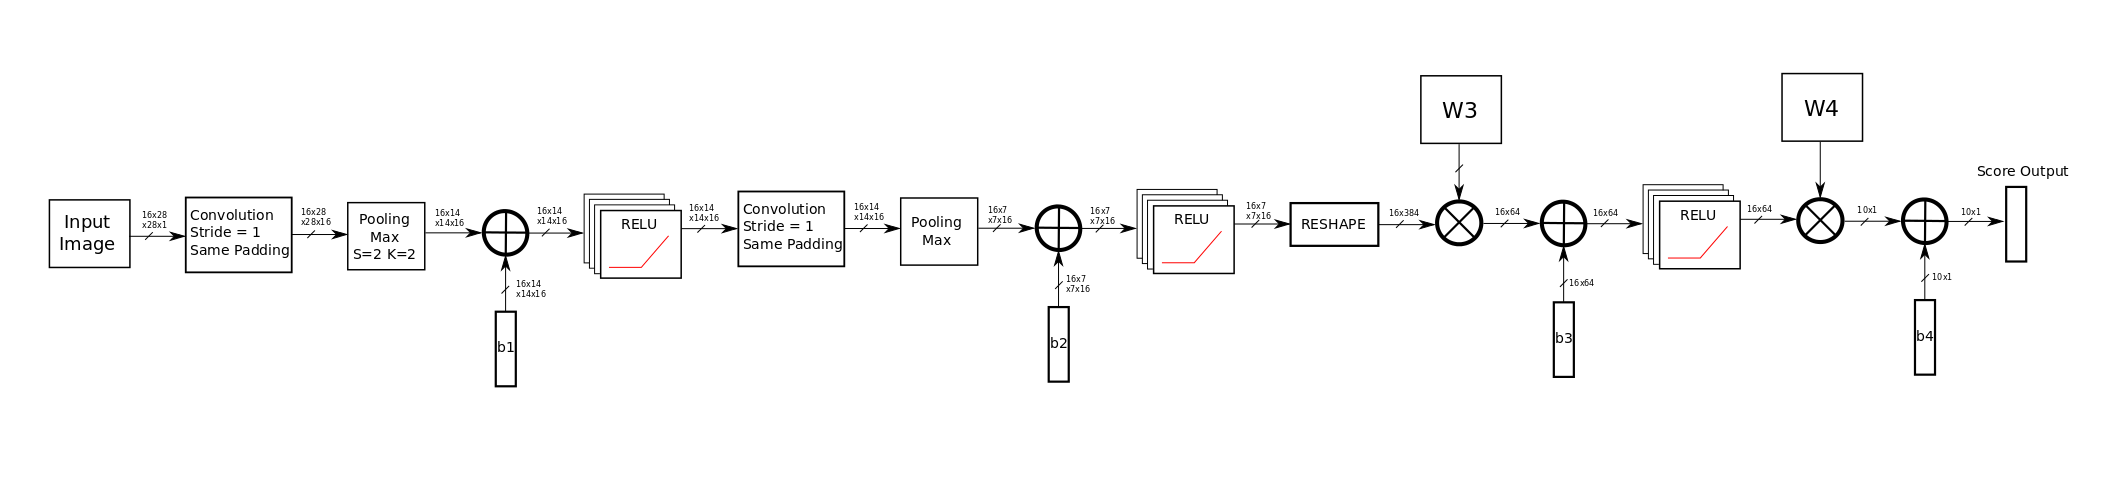 Input
Image
16x28
x28x1
Convolution
Stride = 1
Same Padding
16x28
x28x16
Pooling
Max
S=2 K=2
16x14
x14x16
16x14
x14x16
b1
16x14
x14x16
RELU
16x14
x14x16
Convolution
Stride = 1
Same Padding
16x14
x14x16
Pooling
Max
16x7
x7x16
16x7
x7x16
b2
16x7
x7x16
RELU
16x7
x7x16
RESHAPE
16x384
W3
16x64
16x64
b3
16x64
RELU
16x64
W4
10x1
10x1
b4
10x1
Score Output